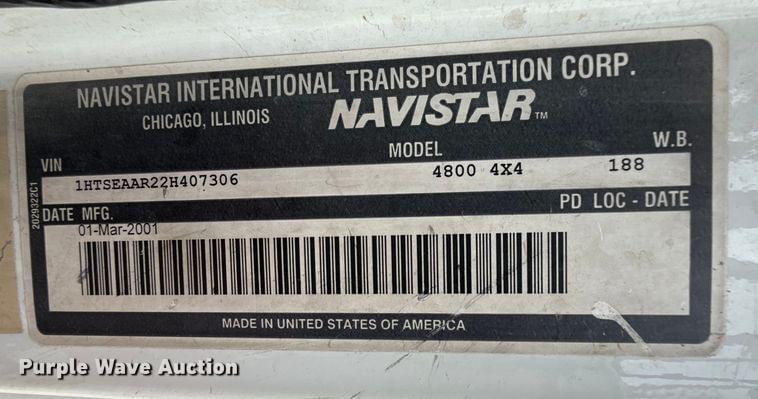 NAVISTAR INTERNATIONAL TRANSPORTATION CORP.
CHICAGO, ILLINOIS
NAVISTAR™
VIN
MODEL
W.B.
1HTSEAAR22H407306
4800 4X4
188
DATE MFG.
PD LOC - DATE
01-Mar-2001
2029322C1
MADE IN UNITED STATES OF AMERICA
Purple Wave Auction